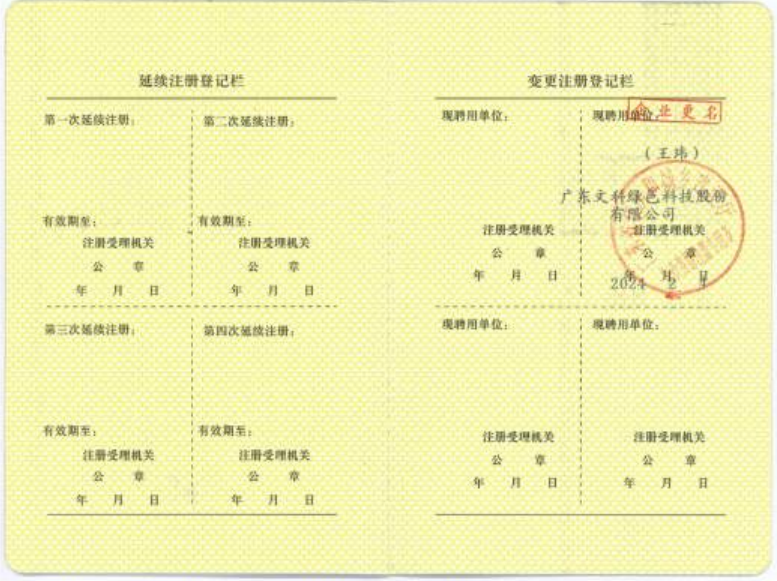 延续注册登记栏
第一次延续注册:
第二次延续注册:
有效期至:
有效期至:
注册受理机关
注册受理机关
公 章
公 章
年 月 日
年 月 日
第三次延续注册:
第四次延续注册:
有效期至:
有效期至:
注册受理机关
注册受理机关
公 章
公 章
年 月 日
年 月 日
变更注册登记栏
现聘用单位:
现聘用单位:
企业更名
(王玮)
广东文科绿色科技股份
有限公司
注册受理机关
注册受理机关
公 章
公 章
年 月 日
年 月 日
2024 2 4
现聘用单位:
现聘用单位:
注册受理机关
注册受理机关
公 章
公 章
年 月 日
年 月 日